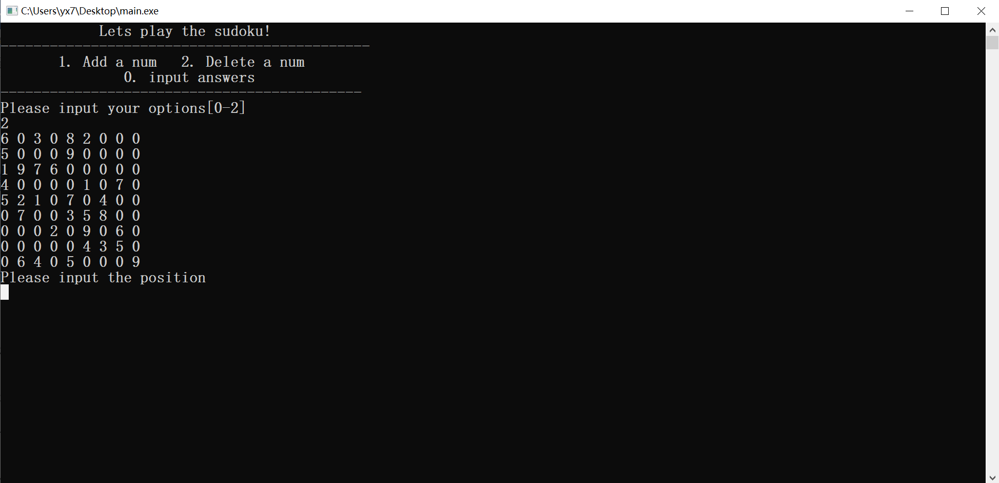 C:\Users\yx7\Desktop\main.exe
Lets play the sudoku!
---------------------------------------------
1. Add a num   2. Delete a num
0. input answers
--------------------------------------------
Please input your options[0-2]
2
6 0 3 0 8 2 0 0 0
5 0 0 0 9 0 0 0 0
1 9 7 6 0 0 0 0 0
4 0 0 0 0 1 0 7 0
5 2 1 0 7 0 4 0 0
0 7 0 0 3 5 8 0 0
0 0 0 2 0 9 0 6 0
0 0 0 0 0 4 3 5 0
0 6 4 0 5 0 0 0 9
Please input the position